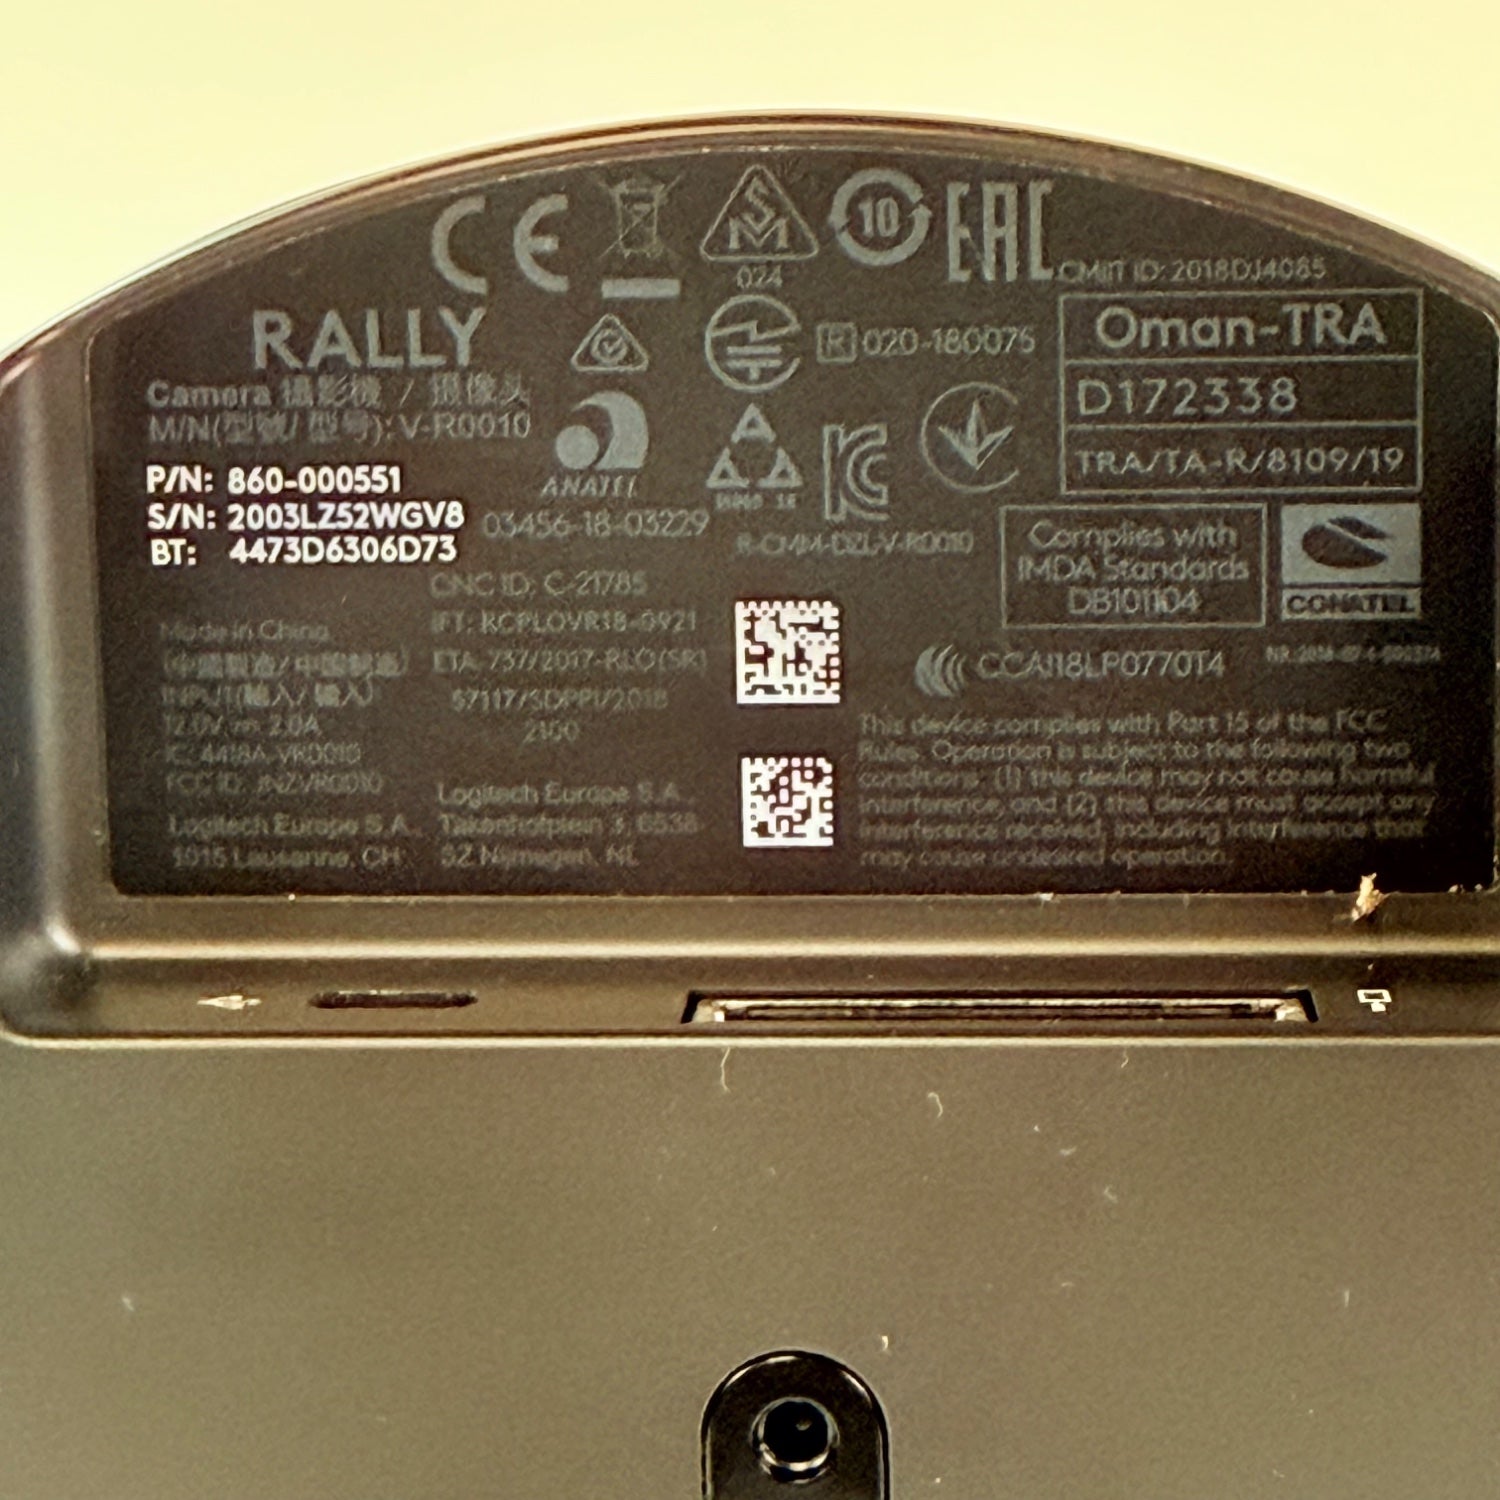 CE
SM
024
10
EAC
CMIIT ID: 2018DJ4085
RALLY
Camera 攝影機 / 摄像头
M/N(型號/ 型号): V-R0010
P/N: 860-000551
S/N: 2003LZ52WGV8
BT: 4473D6306D73
R 020-180075
Oman-TRA
D172338
TRA/TA-R/8109/19
ANATEL
03456-18-03229
R-CMM-DZL-V-R0010
Complies with
IMDA Standards
DB101104
CONATEL
CNC ID: C-21785
IFT: RCPLOVR18-0921
ETA 737/2017-RLO(SR)
57117/SDPPI/2018
2100
CCAI18LP0770T4
Made in China
(中國製造/中国制造)
INPUT(輸入/ 输入)
12.0V 2.0A
IC: 4418A-VR0010
FCC ID: JNZVR0010
Logitech Europe S.A.
1015 Lausanne, CH
Logitech Europe S.A.
Takenhofplein 3, 6538
SZ Nijmegen, NL
This device complies with Part 15 of the FCC
Rules. Operation is subject to the following two
conditions: (1) this device may not cause harmful
interference, and (2) this device must accept any
interference received, including interference that
may cause undesired operation.